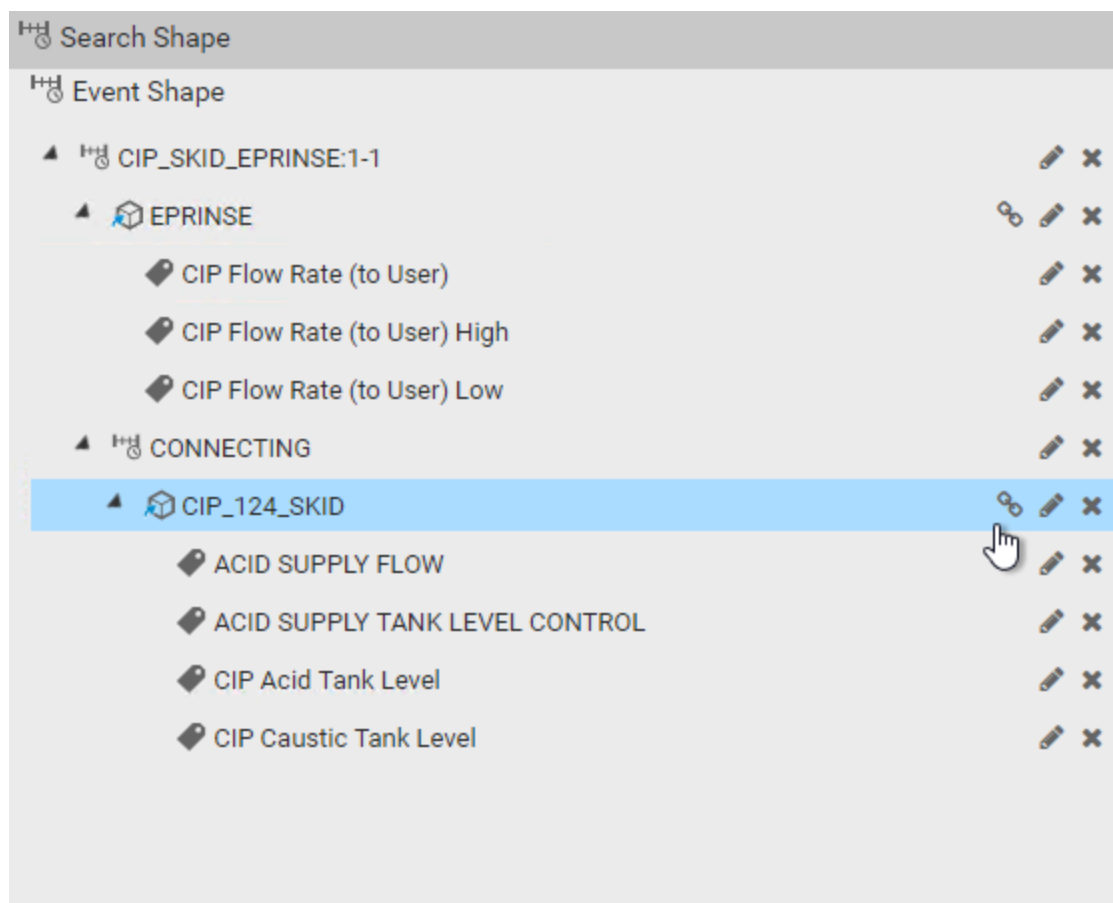 Search Shape
Event Shape
CIP_SKID_EPRINSE:1-1
EPRINSE
CIP Flow Rate (to User)
CIP Flow Rate (to User) High
CIP Flow Rate (to User) Low
CONNECTING
CIP_124_SKID
ACID SUPPLY FLOW
ACID SUPPLY TANK LEVEL CONTROL
CIP Acid Tank Level
CIP Caustic Tank Level